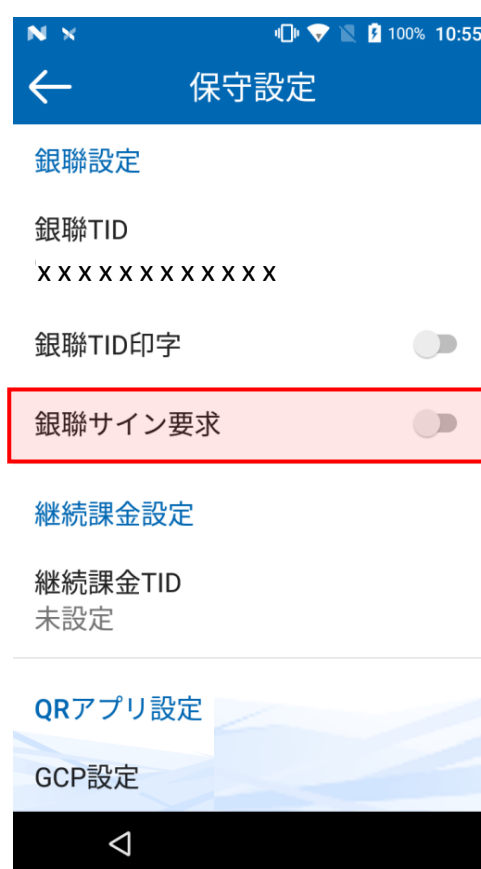 100% 10:55
保守設定
銀聯設定
銀聯TID
xxxxxxxxxxxx
銀聯TID印字
銀聯サイン要求
継続課金設定
継続課金TID
未設定
QRアプリ設定
GCP設定